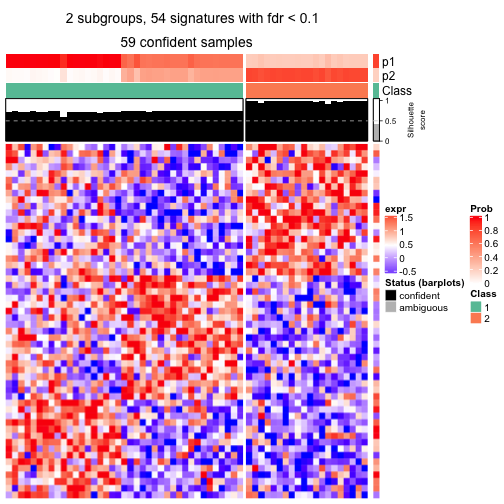 2 subgroups, 54 signatures with fdr < 0.1
59 confident samples
p1
p2
Class
1
0.5
0
Silhouette
score
expr
1.5
1
0.5
0
-0.5
Status (barplots)
confident
ambiguous
Prob
1
0.8
0.6
0.4
0.2
0
Class
1
2